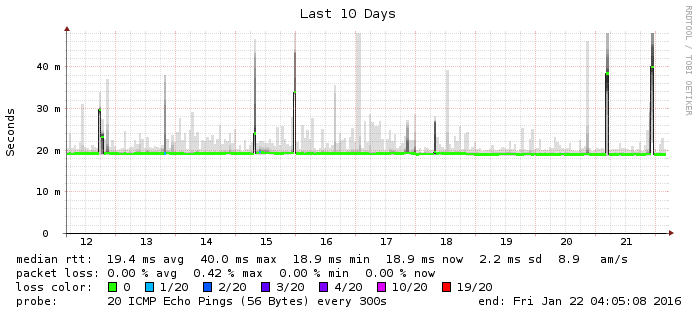 Last 10 Days
RRDTOOL / TOBI OETIKER
Seconds
40 m
30 m
20 m
10 m
0
12 13 14 15 16 17 18 19 20 21
median rtt: 19.4 ms avg 40.0 ms max 18.9 ms min 18.9 ms now 2.2 ms sd 8.9 am/s
packet loss: 0.00 % avg 0.42 % max 0.00 % min 0.00 % now
loss color: 0 1/20 2/20 3/20 4/20 10/20 19/20
probe: 20 ICMP Echo Pings (56 Bytes) every 300s end: Fri Jan 22 04:05:08 2016